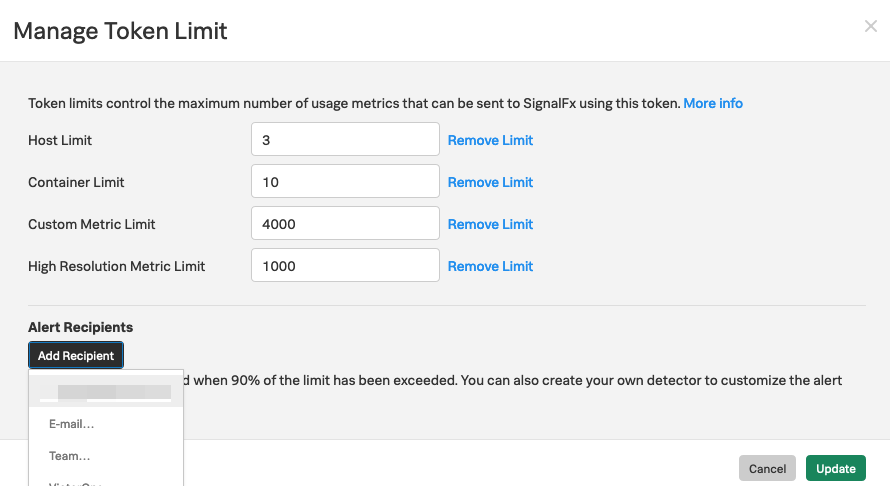 Manage Token Limit
Token limits control the maximum number of usage metrics that can be sent to SignalFx using this token. More info
Host Limit 3 Remove Limit
Container Limit 10 Remove Limit
Custom Metric Limit 4000 Remove Limit
High Resolution Metric Limit 1000 Remove Limit
Alert Recipients
Add Recipient
d when 90% of the limit has been exceeded. You can also create your own detector to customize the alert
E-mail...
Team...
Cancel Update